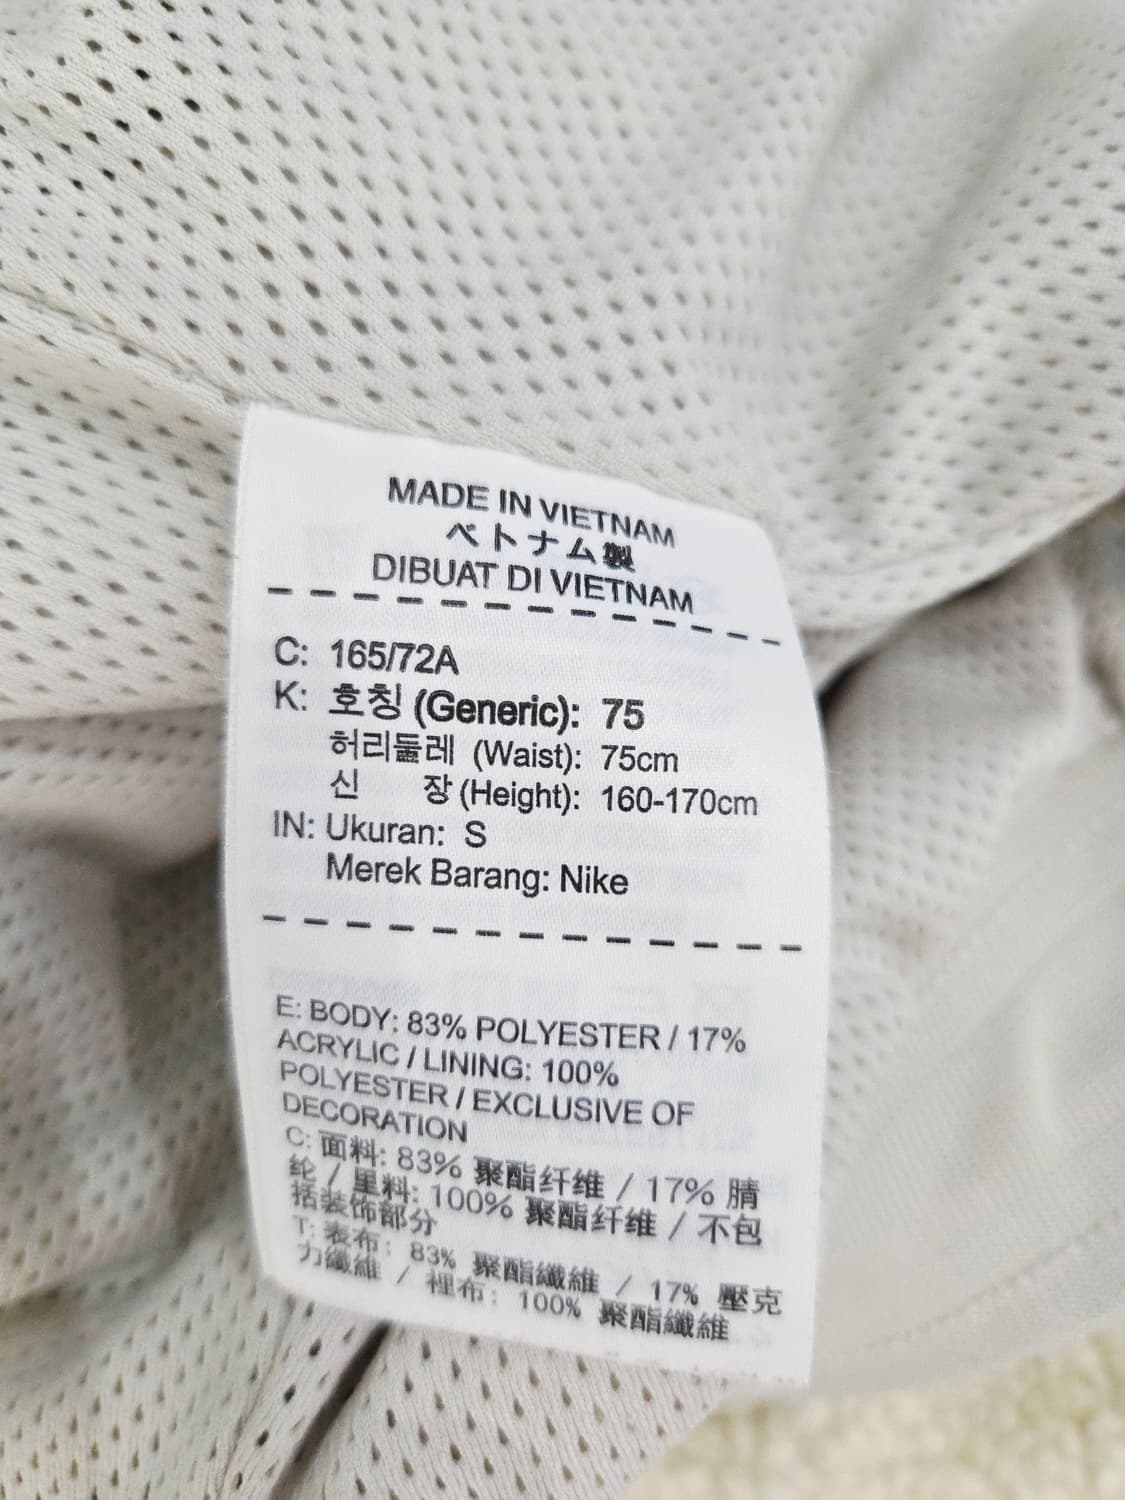 MADE IN VIETNAM
ベトナム製
DIBUAT DI VIETNAM
C: 165/72A
K: 호칭 (Generic): 75
허리둘레 (Waist): 75cm
신 장 (Height): 160-170cm
IN: Ukuran: S
Merek Barang: Nike
E: BODY: 83% POLYESTER / 17%
ACRYLIC / LINING: 100%
POLYESTER / EXCLUSIVE OF
DECORATION
C: 面料: 83% 聚酯纤维 / 17% 腈
纶 / 里料: 100% 聚酯纤维 / 不包
括装饰部分
T: 表布: 83% 聚酯纖維 / 17% 壓克
力纖維 / 裡布: 100% 聚酯纖維